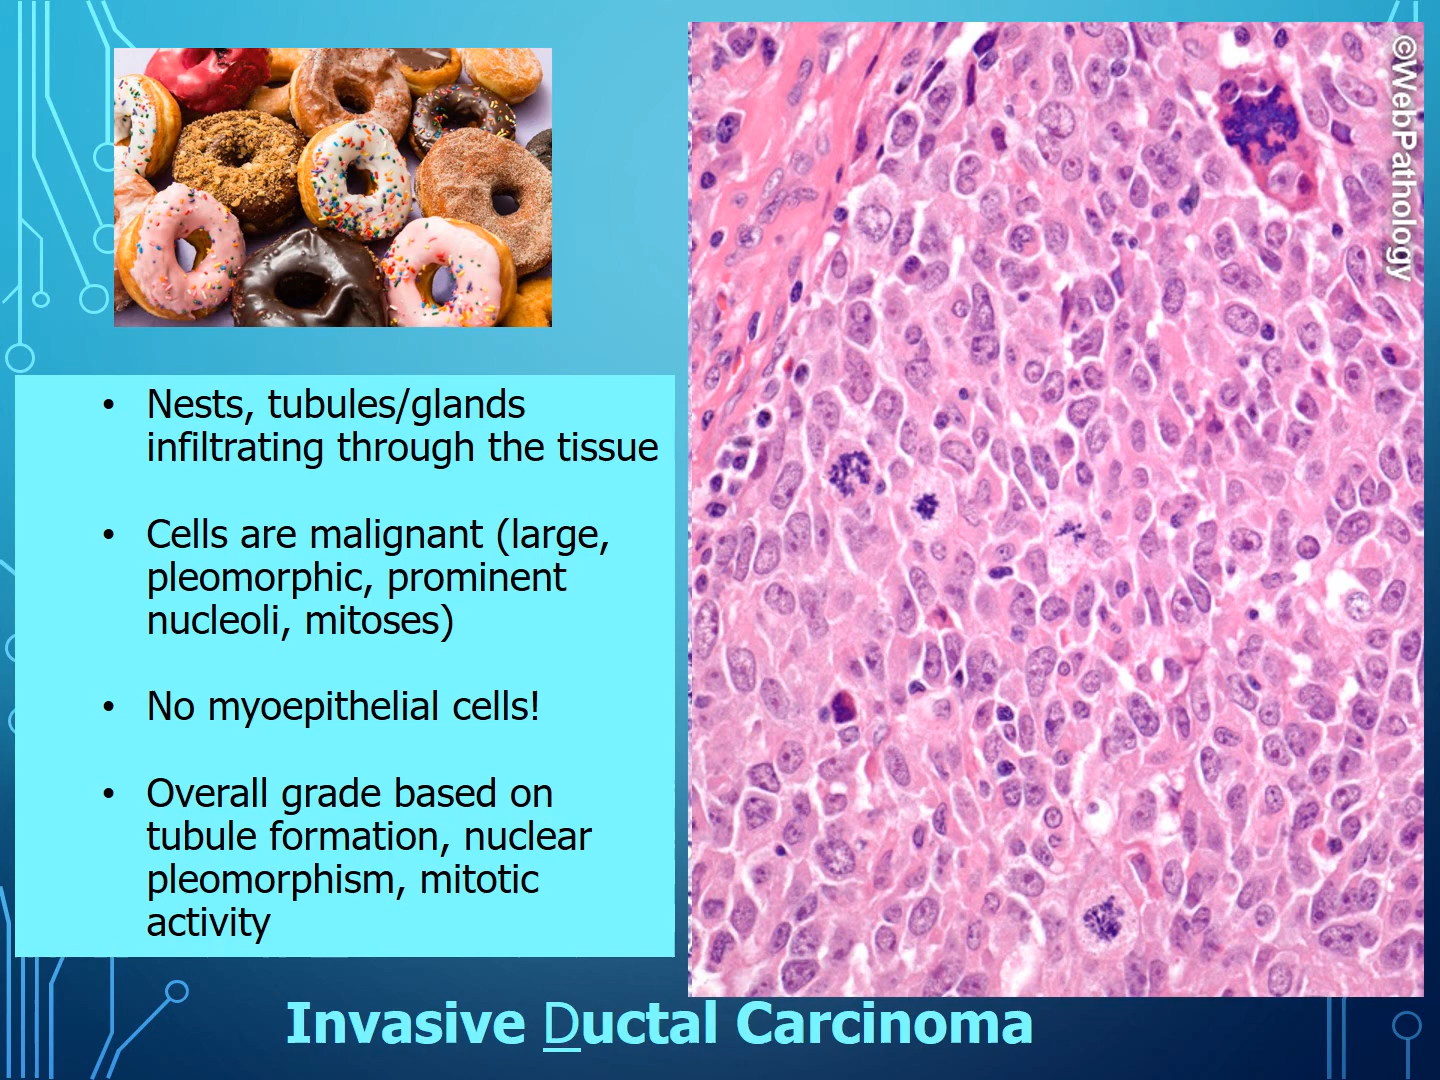 ©WebPathology
• Nests, tubules/glands
infiltrating through the tissue
• Cells are malignant (large,
pleomorphic, prominent
nucleoli, mitoses)
• No myoepithelial cells!
• Overall grade based on
tubule formation, nuclear
pleomorphism, mitotic
activity
Invasive Ductal Carcinoma